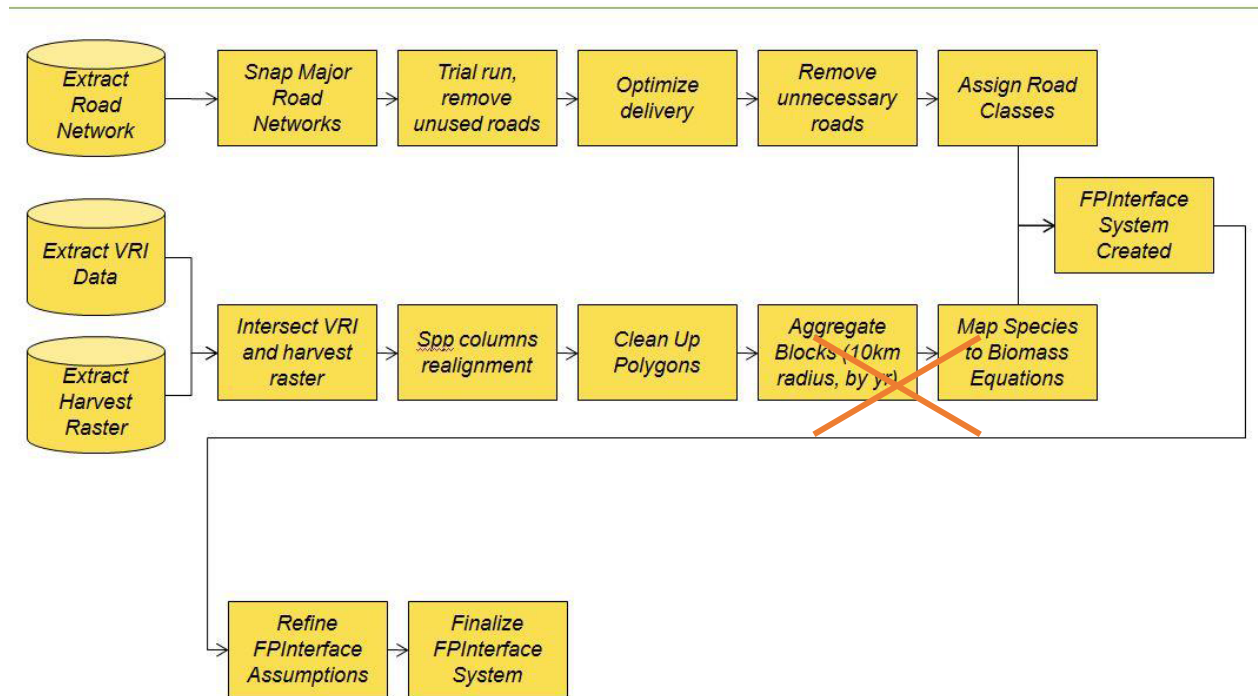 Extract
Road
Network
Snap Major
Road
Networks
Trial run,
remove
unused roads
Optimize
delivery
Remove
unnecessary
roads
Assign Road
Classes
FPInterface
System
Created
Extract VRI
Data
Extract
Harvest
Raster
Intersect VRI
and harvest
raster
Spp columns
realignment
Clean Up
Polygons
Aggregate
Blocks (10km
radius, by yr)
Map Species
to Biomass
Equations
Refine
FPInterface
Assumptions
Finalize
FPInterface
System